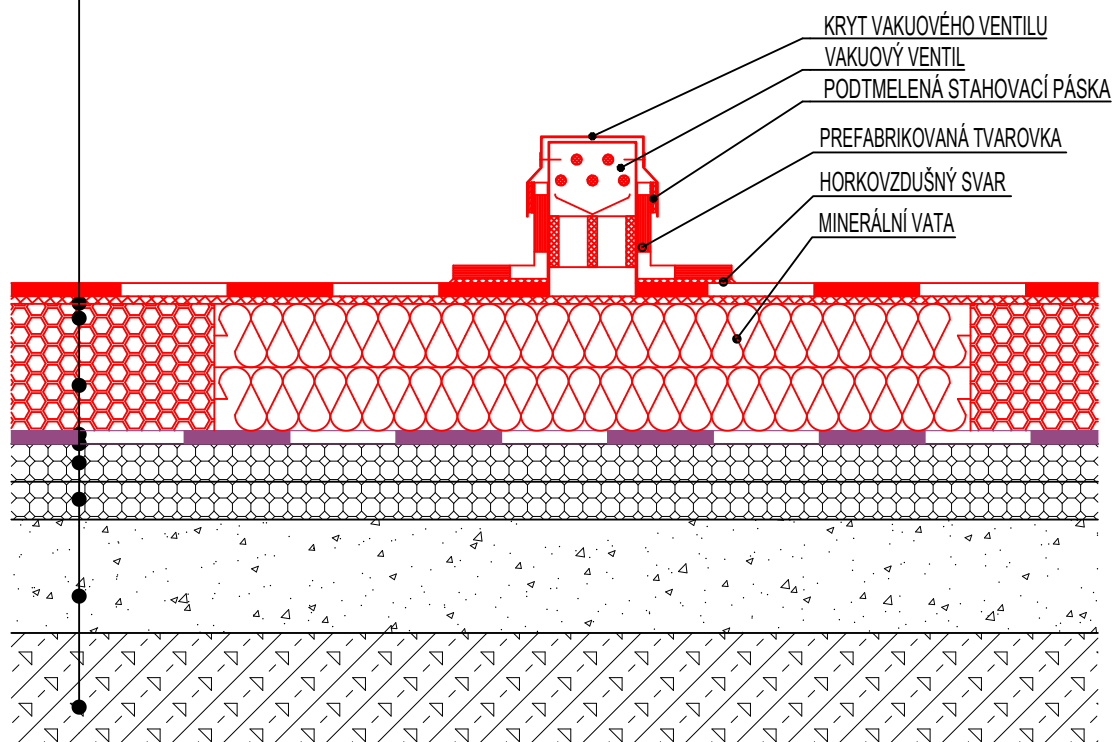 KRYT VAKUOVÉHO VENTILU
VAKUOVÝ VENTIL
PODTMELENÁ STAHOVACÍ PÁSKA
PREFABRIKOVANÁ TVAROVKA
HORKOVZDUŠNÝ SVAR
MINERÁLNÍ VATA